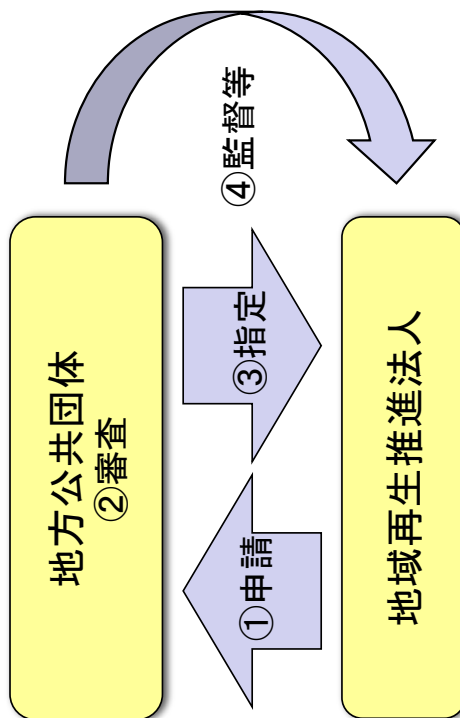 地方公共団体
②審査
①申請
③指定
④監督等
地域再生推進法人